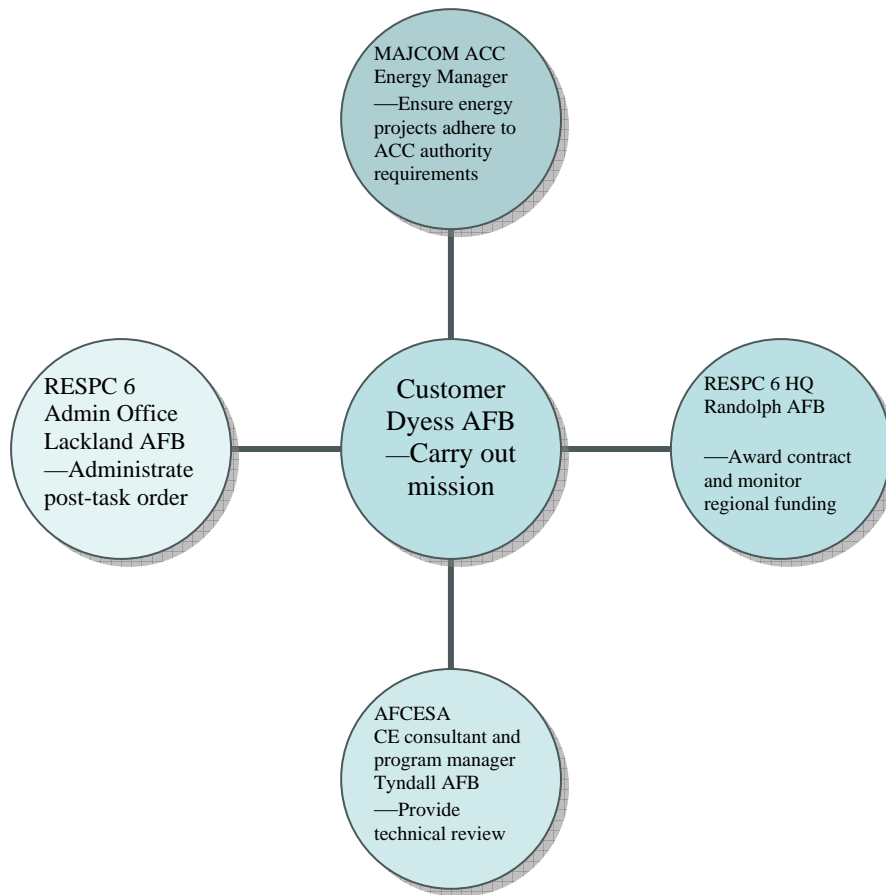 MAJCOM ACC
Energy Manager
—Ensure energy
projects adhere to
ACC authority
requirements
RESPC 6
Admin Office
Lackland AFB
—Administrate
post-task order
Customer
Dyess AFB
—Carry out
mission
RESPC 6 HQ
Randolph AFB
—Award contract
and monitor
regional funding
AFCESA
CE consultant and
program manager
Tyndall AFB
—Provide
technical review